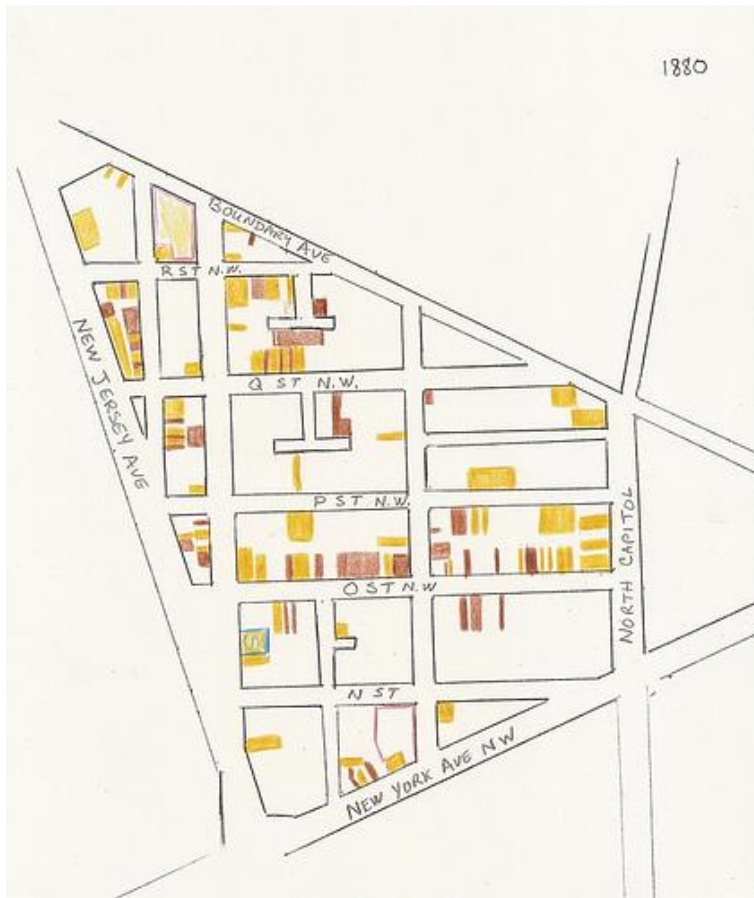 1880
BOUNDARY AVE
R ST N.W.
NEW JERSEY AVE
Q ST N.W.
P ST N.W.
O ST N.W
NORTH CAPITOL
S
N ST
NEW YORK AVE NW